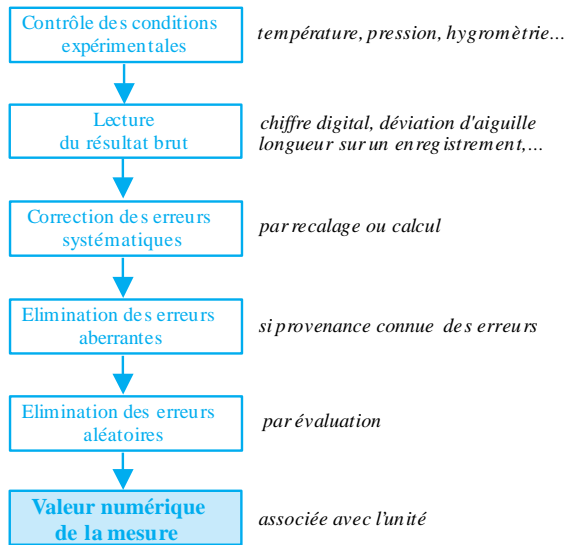 Contrôle des conditions
expérimentales
température, pression, hygromètrie...
Lecture
du résultat brut
chiffre digital, déviation d'aiguille
longueur sur un enregistrement,...
Correction des erreurs
systématiques
par recalage ou calcul
Elimination des erreurs
aberrantes
si provenance connue des erreurs
Elimination des erreurs
aléatoires
par évaluation
Valeur numérique
de la mesure
associée avec l'unité